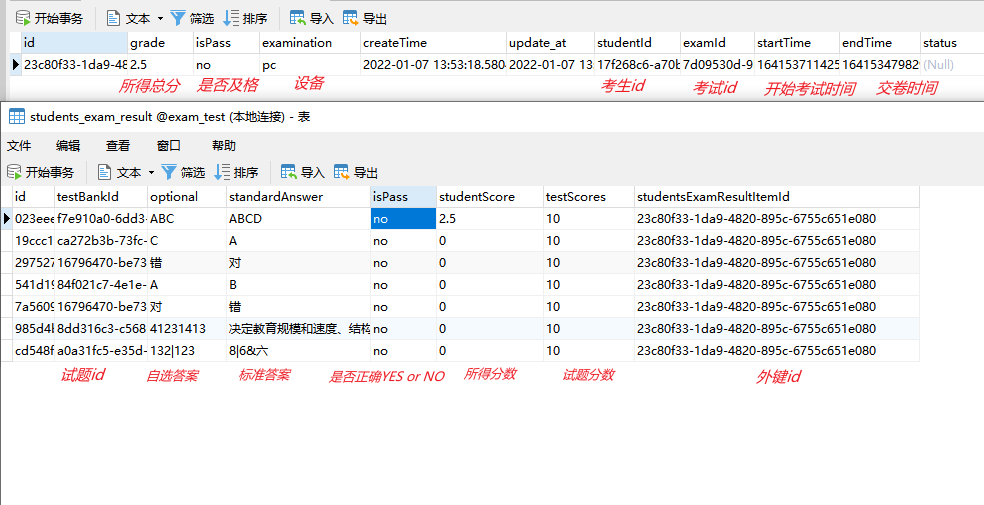 开始事务 文本 筛选 排序 导入 导出
id grade isPass examination createTime update_at studentId examId startTime endTime status
23c80f33-1da9-48 2.5 no pc 2022-01-07 13:53:18.580 2022-01-07 13 17f268c6-a70b 7d09530d-9 164153711425 16415347982 (Null)
所得总分 是否及格 设备 考生id 考试id 开始考试时间 交卷时间
students_exam_result @exam_test (本地连接) - 表
文件 编辑 查看 窗口 帮助
开始事务 文本 筛选 排序 导入 导出
id testBankId optional standardAnswer isPass studentScore testScores studentsExamResultItemId
023eee f7e910a0-6dd3- ABC ABCD no 2.5 10 23c80f33-1da9-4820-895c-6755c651e080
19ccc1 ca272b3b-73fc- C A no 0 10 23c80f33-1da9-4820-895c-6755c651e080
297527 16796470-be73 错 对 no 0 10 23c80f33-1da9-4820-895c-6755c651e080
541d19 84f021c7-4e1e- A B no 0 10 23c80f33-1da9-4820-895c-6755c651e080
7a5609 16796470-be73 对 错 no 0 10 23c80f33-1da9-4820-895c-6755c651e080
985d4b 8dd316c3-c568 41231413 决定教育规模和速度、结构 no 0 10 23c80f33-1da9-4820-895c-6755c651e080
cd548f a0a31fc5-e35d- 132|123 8|6&六 no 0 10 23c80f33-1da9-4820-895c-6755c651e080
试题id 自选答案 标准答案 是否正确YES or NO 所得分数 试题分数 外键id